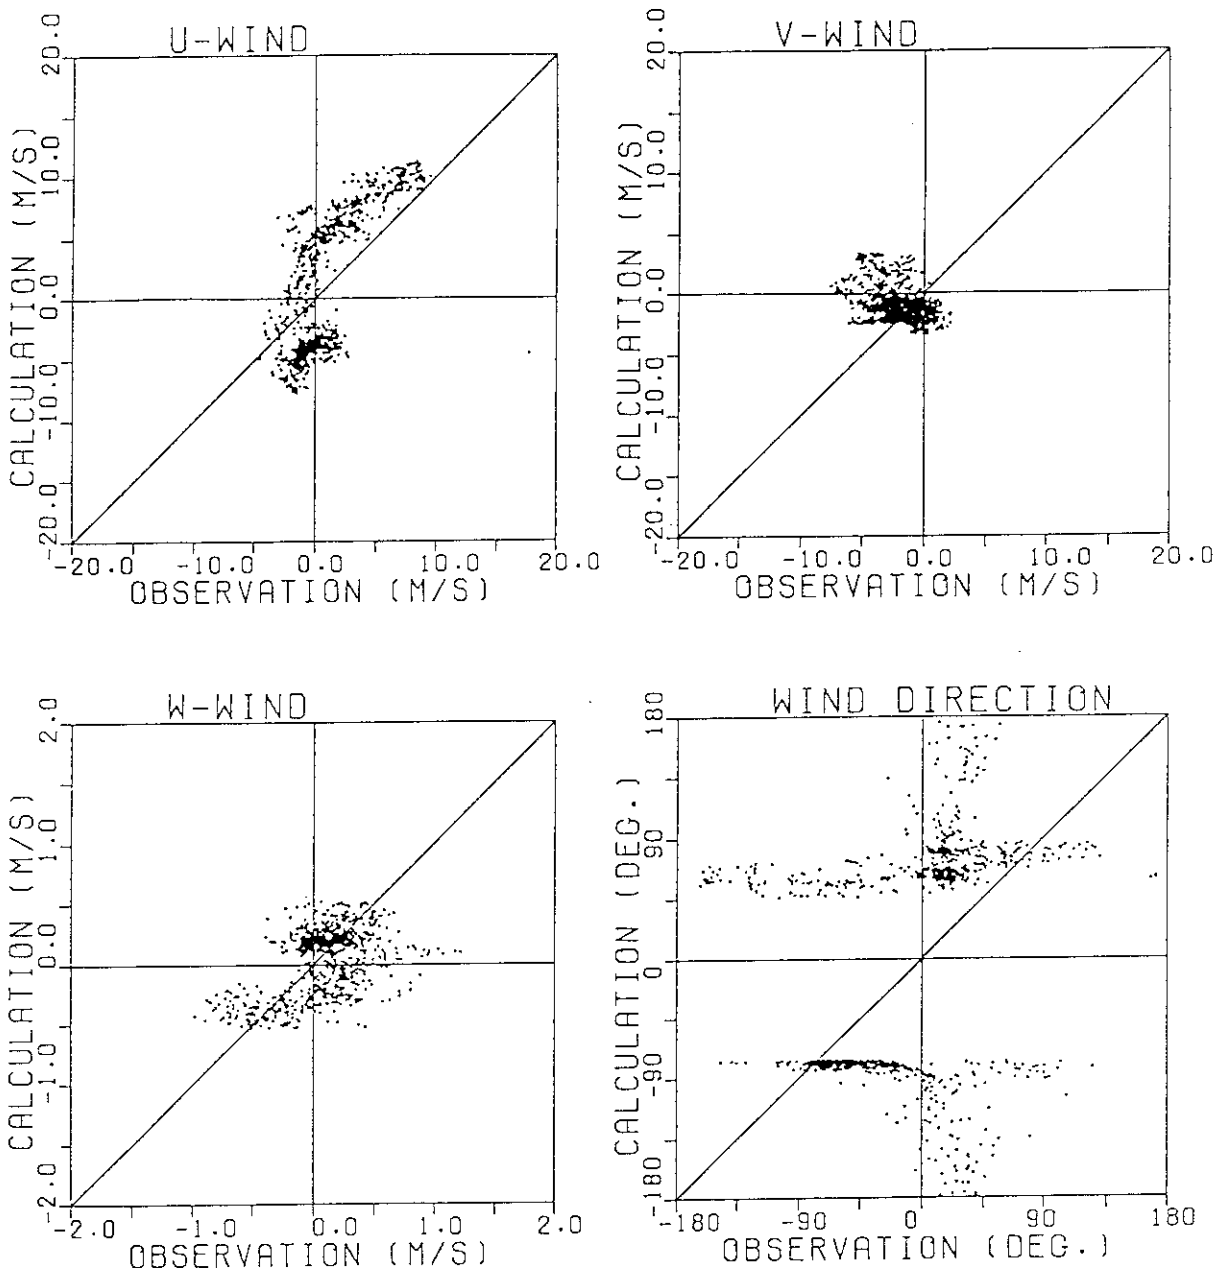 U-WIND
CALCULATION (M/S)
20.0
10.0
0.0
-10.0
-20.0
-20.0 -10.0 0.0 10.0 20.0
OBSERVATION (M/S)
V-WIND
CALCULATION (M/S)
20.0
10.0
0.0
-10.0
-20.0
-20.0 -10.0 0.0 10.0 20.0
OBSERVATION (M/S)
W-WIND
CALCULATION (M/S)
2.0
1.0
0.0
-1.0
-2.0
-2.0 -1.0 0.0 1.0 2.0
OBSERVATION (M/S)
WIND DIRECTION
CALCULATION (DEG.)
180
90
0
-90
-180
-180 -90 0 90 180
OBSERVATION (DEG.)